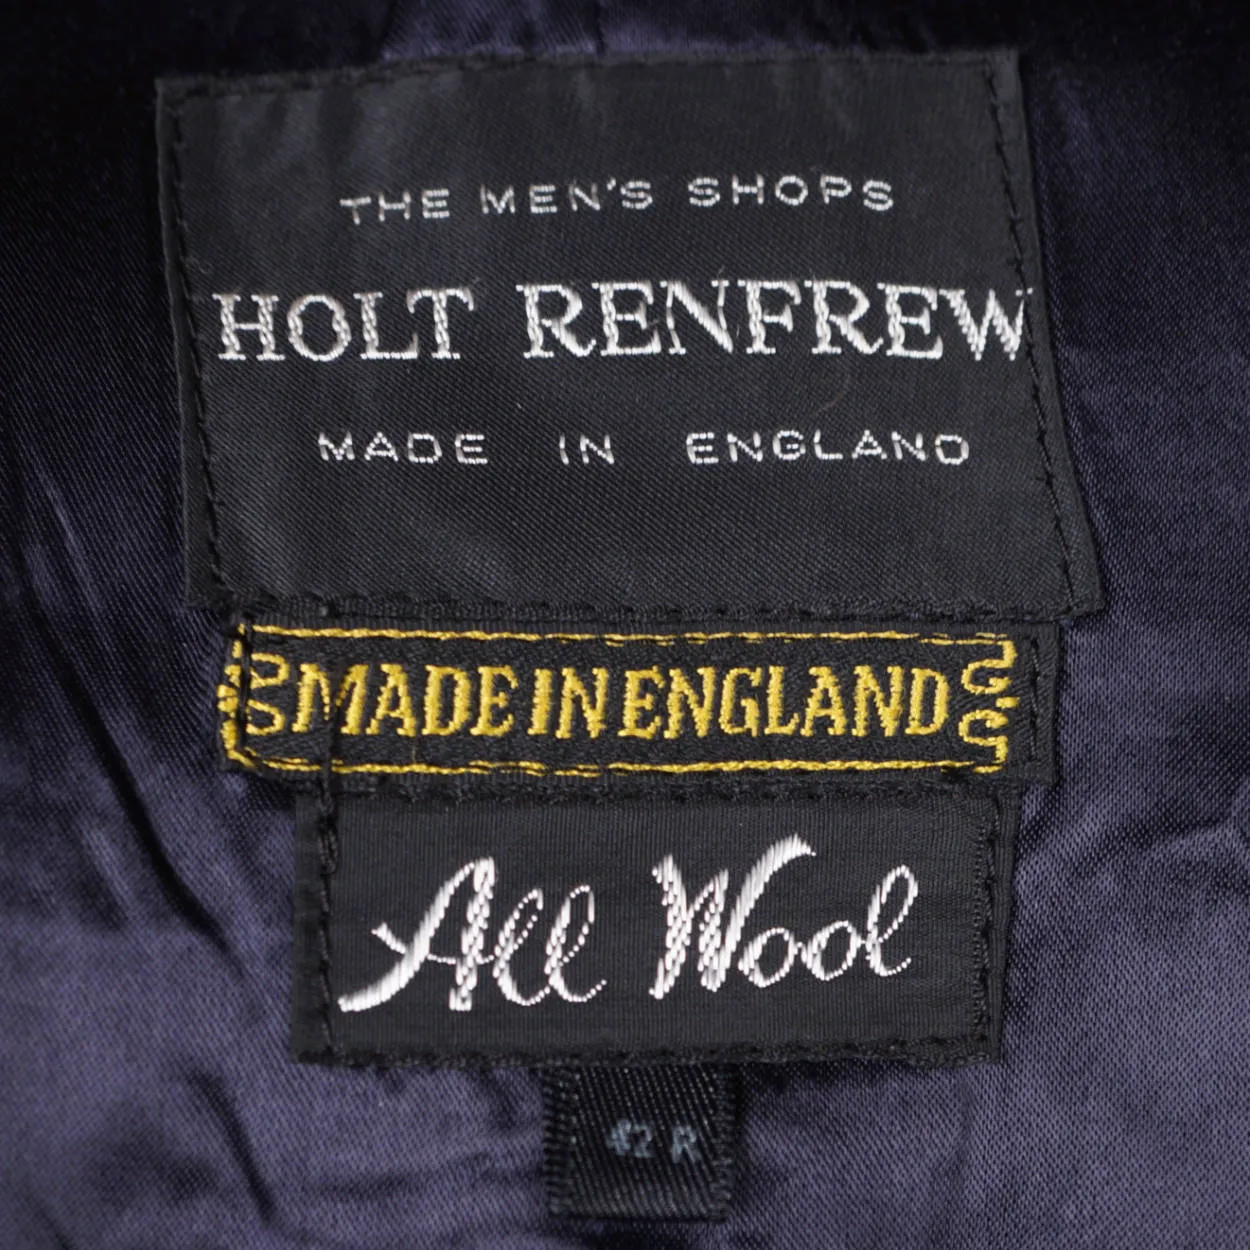 THE MEN'S SHOPS
HOLT RENFREW
MADE IN ENGLAND
MADE IN ENGLAND
All Wool
42 R